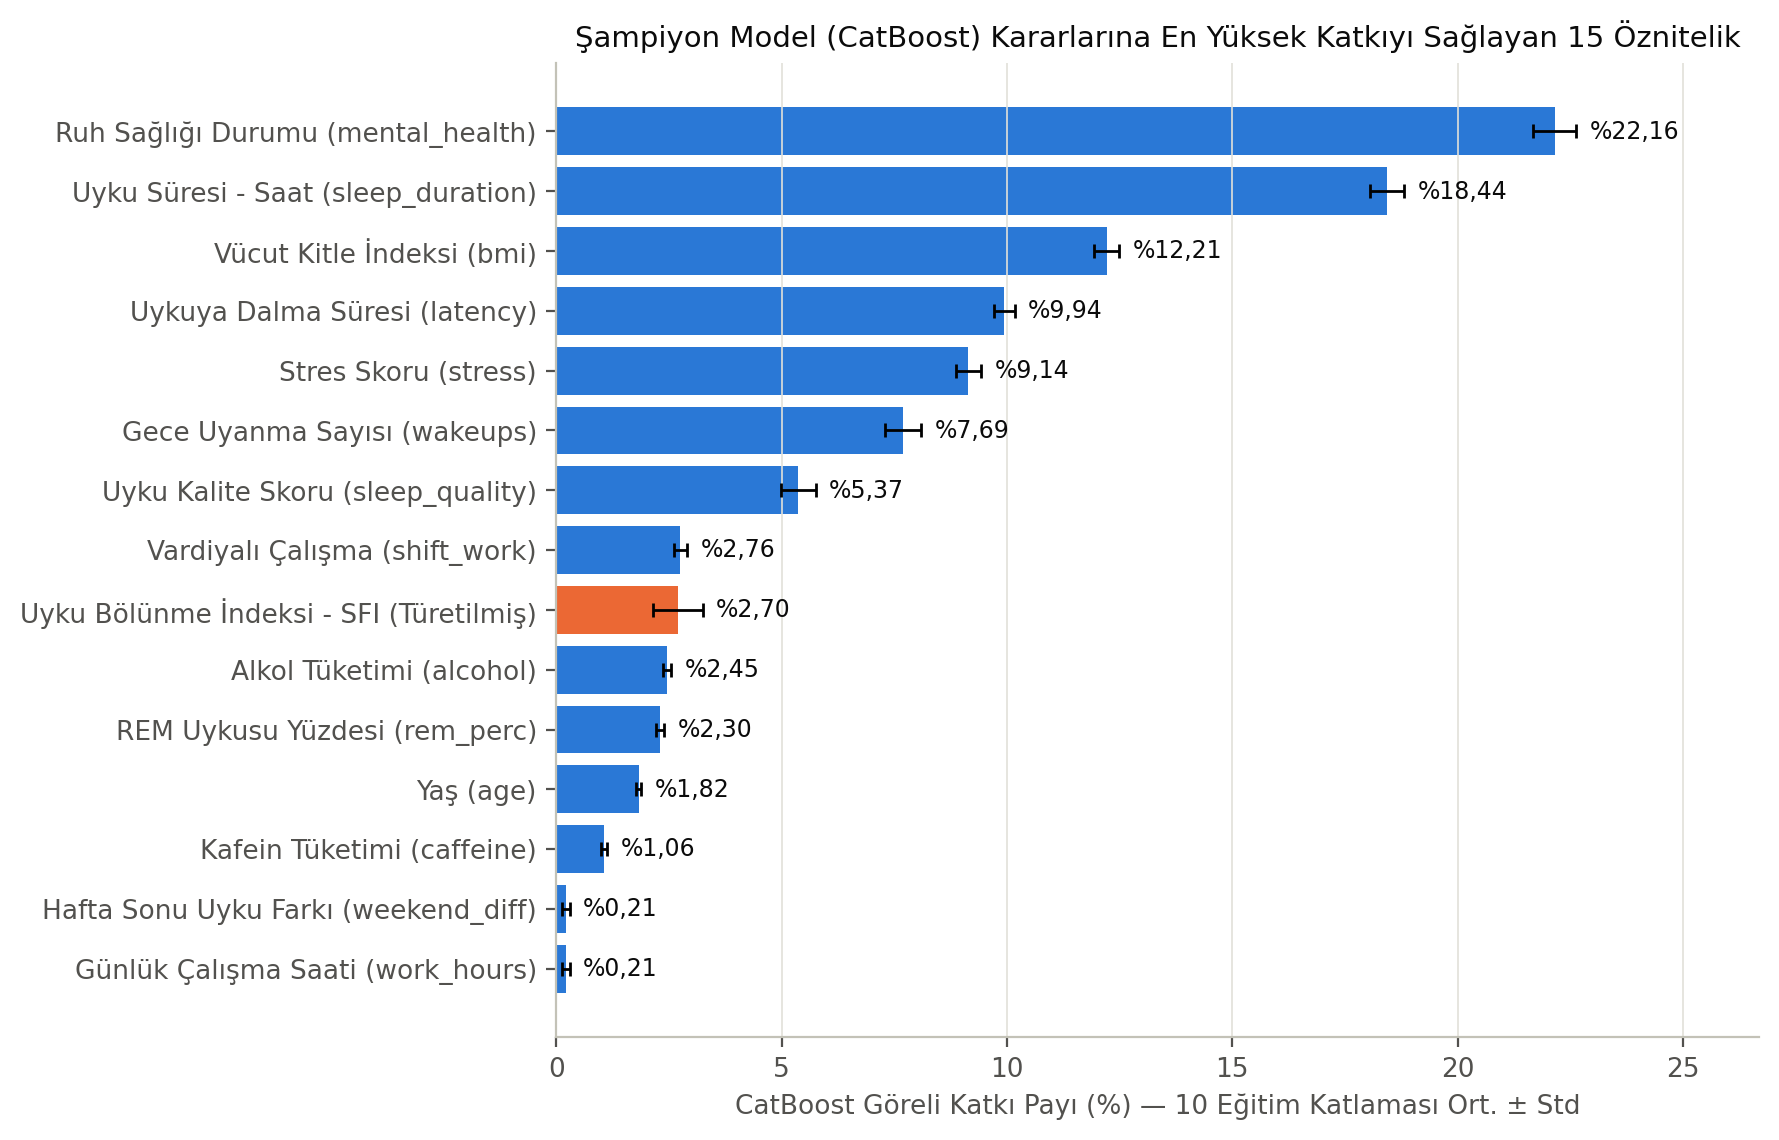 Şampiyon Model (CatBoost) Kararlarına En Yüksek Katkıyı Sağlayan 15 Öznitelik
Ruh Sağlığı Durumu (mental_health) %22,16
Uyku Süresi - Saat (sleep_duration) %18,44
Vücut Kitle İndeksi (bmi) %12,21
Uykuya Dalma Süresi (latency) %9,94
Stres Skoru (stress) %9,14
Gece Uyanma Sayısı (wakeups) %7,69
Uyku Kalite Skoru (sleep_quality) %5,37
Vardiyalı Çalışma (shift_work) %2,76
Uyku Bölünme İndeksi - SFI (Türetilmiş) %2,70
Alkol Tüketimi (alcohol) %2,45
REM Uykusu Yüzdesi (rem_perc) %2,30
Yaş (age) %1,82
Kafein Tüketimi (caffeine) %1,06
Hafta Sonu Uyku Farkı (weekend_diff) %0,21
Günlük Çalışma Saati (work_hours) %0,21
0 5 10 15 20 25
CatBoost Göreli Katkı Payı (%) — 10 Eğitim Katlaması Ort. ± Std